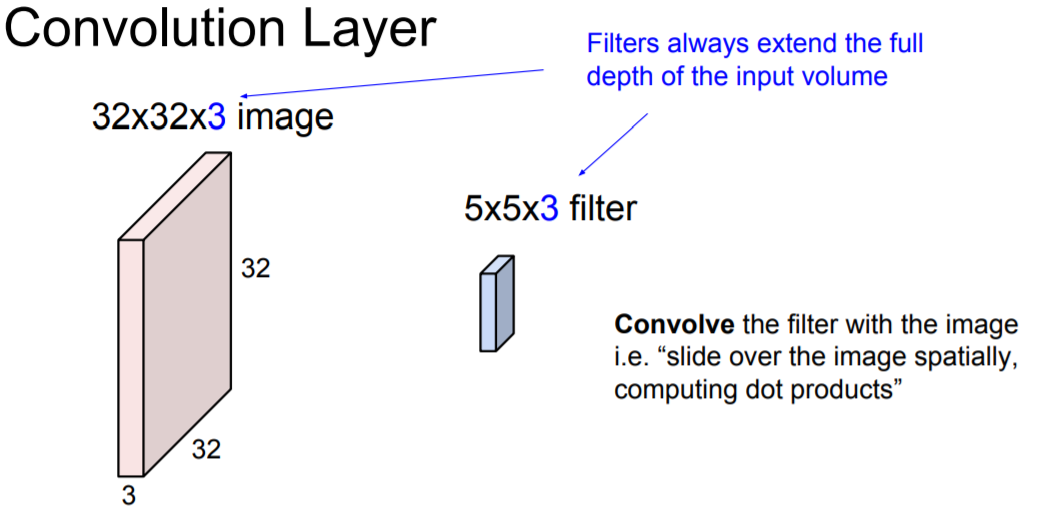 Convolution Layer
Filters always extend the full
depth of the input volume
32x32x3 image
5x5x3 filter
32
Convolve the filter with the image
i.e. “slide over the image spatially,
computing dot products”
32
3